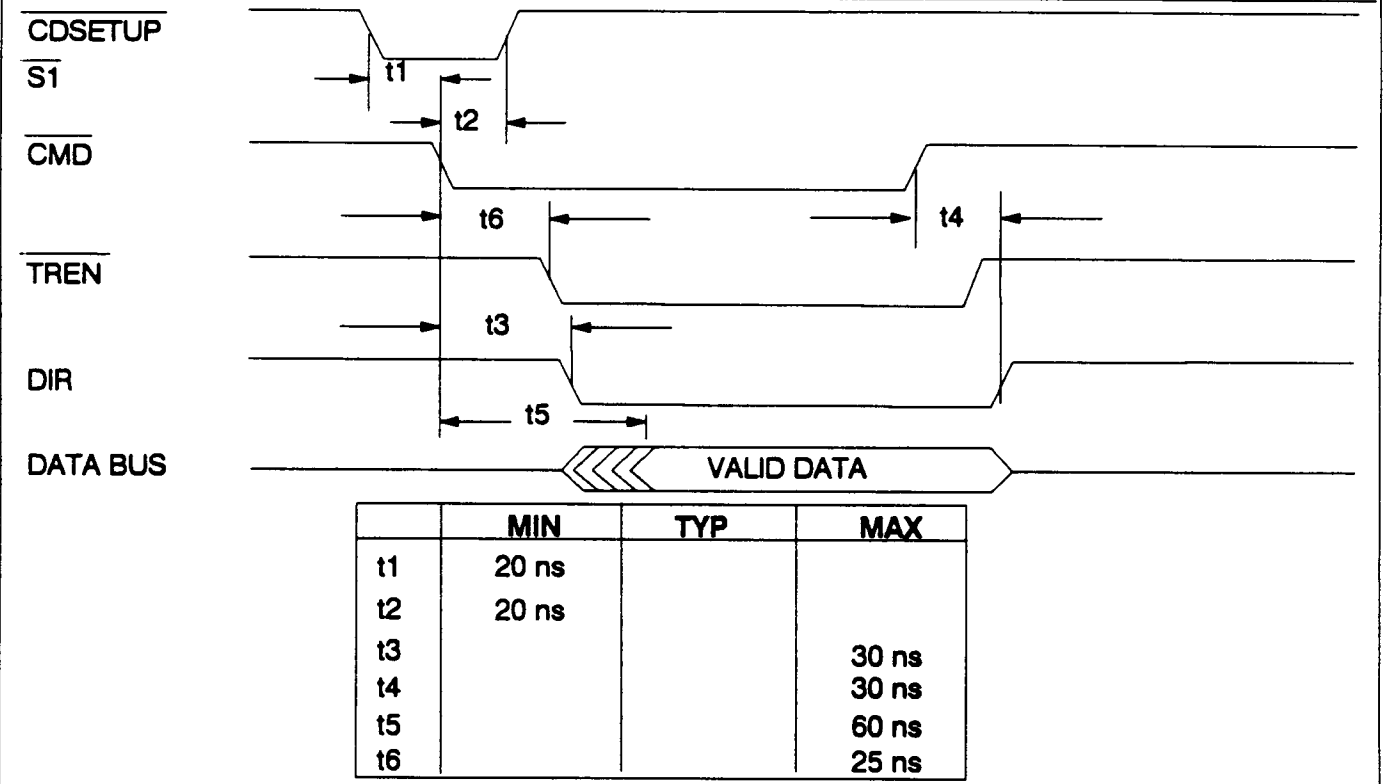 CDSETUP
S1
t1
t2
CMD
t6
t4
TREN
t3
DIR
t5
DATA BUS
VALID DATA
MIN TYP MAX
t1 20 ns
t2 20 ns
t3 30 ns
t4 30 ns
t5 60 ns
t6 25 ns